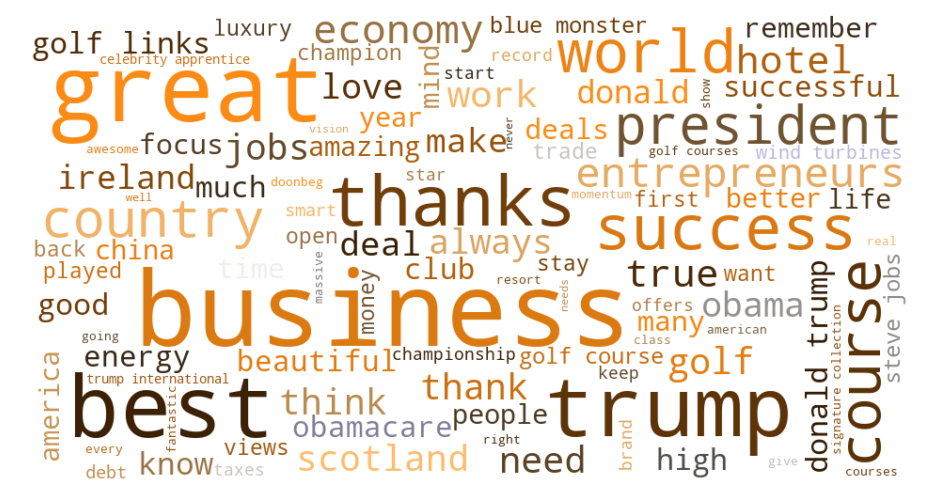 luxury
economy
blue monster
remember
golf links
champion
mind
record
world
hotel
celebrity apprentice
great
love
start
work
donald
show
successful
vision
year
never
deals
president
awesome
focus
jobs
amazing
make
trade
golf courses
wind turbines
ireland
much
doonbeg
star
thanks
entrepreneurs
momentum
first
better
life
well
country
smart
success
back
china
open
deal
always
real
played
time
massive
club
stay
true
want
steve jobs
good
business
money
resort
needs
offers
obama
donald trump
course
going
many
american
class
signature collection
energy
beautiful
championship
golf course
golf
america
trump international
fantastic
thank
keep
best
think
people
trump
obamacare
right
every
views
brand
debt
know
taxes
scotland
need
high
give
courses